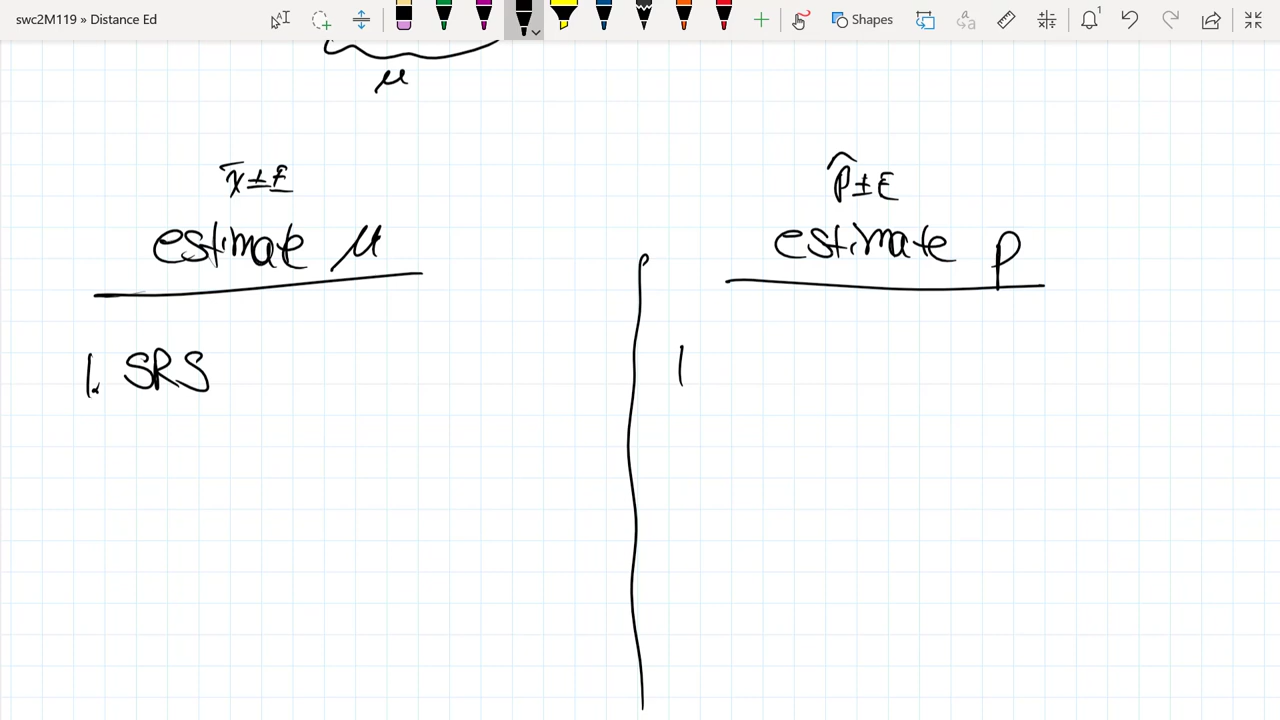 swc2M119 » Distance Ed
Shapes
μ
x̄ ± E
estimate μ
1. SRS
p̂ ± E
estimate p
1